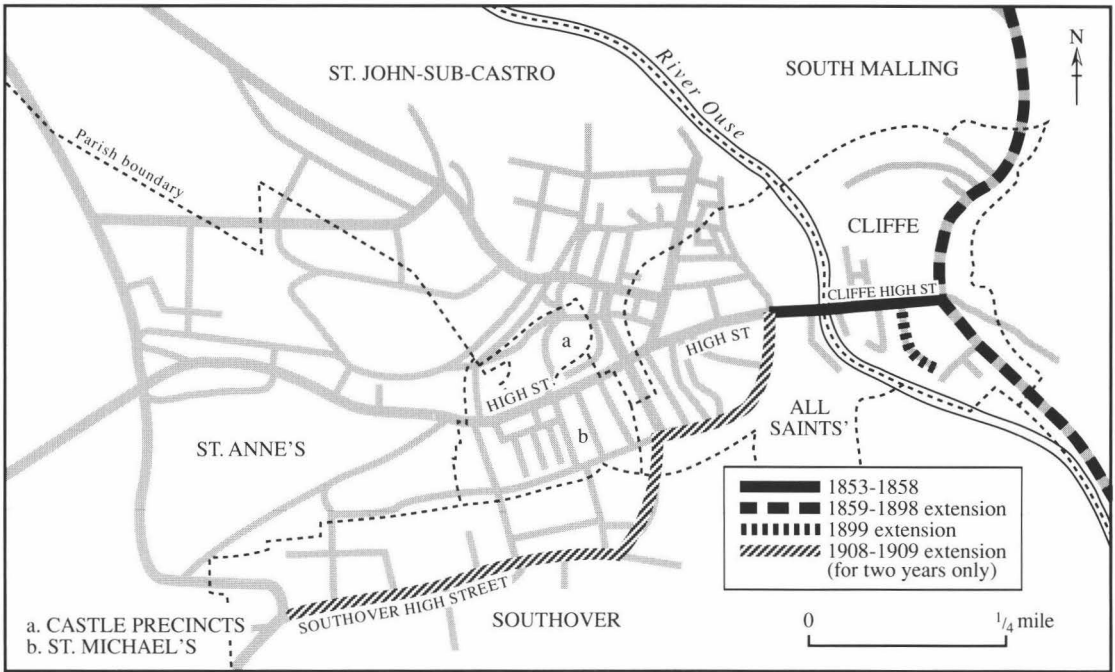 ST. JOHN-SUB-CASTRO
River Ouse
SOUTH MALLING
N
Parish boundary
CLIFFE
CLIFFE HIGH ST
a
HIGH ST
HIGH ST.
b
ALL
SAINTS'
ST. ANNE'S
1853-1858
1859-1898 extension
1899 extension
1908-1909 extension
(for two years only)
SOUTHOVER HIGH STREET
SOUTHOVER
0 1/4 mile
a. CASTLE PRECINCTS
b. ST. MICHAEL'S